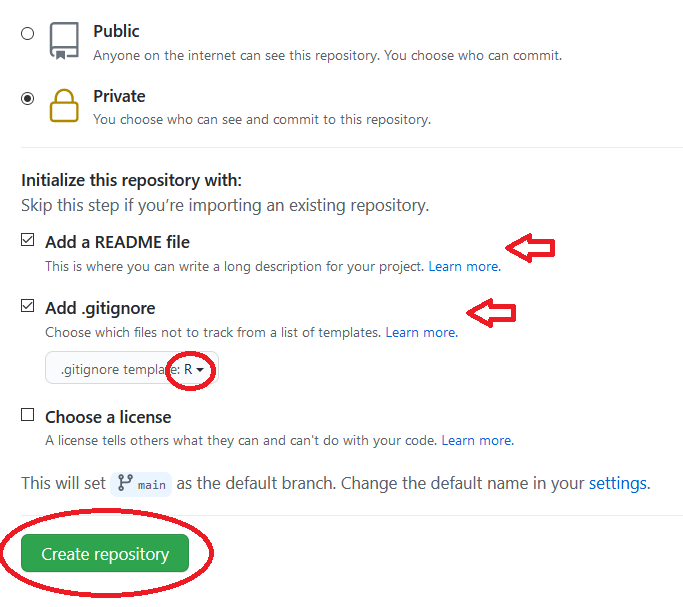 Public
Anyone on the internet can see this repository. You choose who can commit.
Private
You choose who can see and commit to this repository.
Initialize this repository with:
Skip this step if you're importing an existing repository.
Add a README file
This is where you can write a long description for your project. Learn more.
Add .gitignore
Choose which files not to track from a list of templates. Learn more.
.gitignore template: R
Choose a license
A license tells others what they can and can't do with your code. Learn more.
This will set main as the default branch. Change the default name in your settings.
Create repository